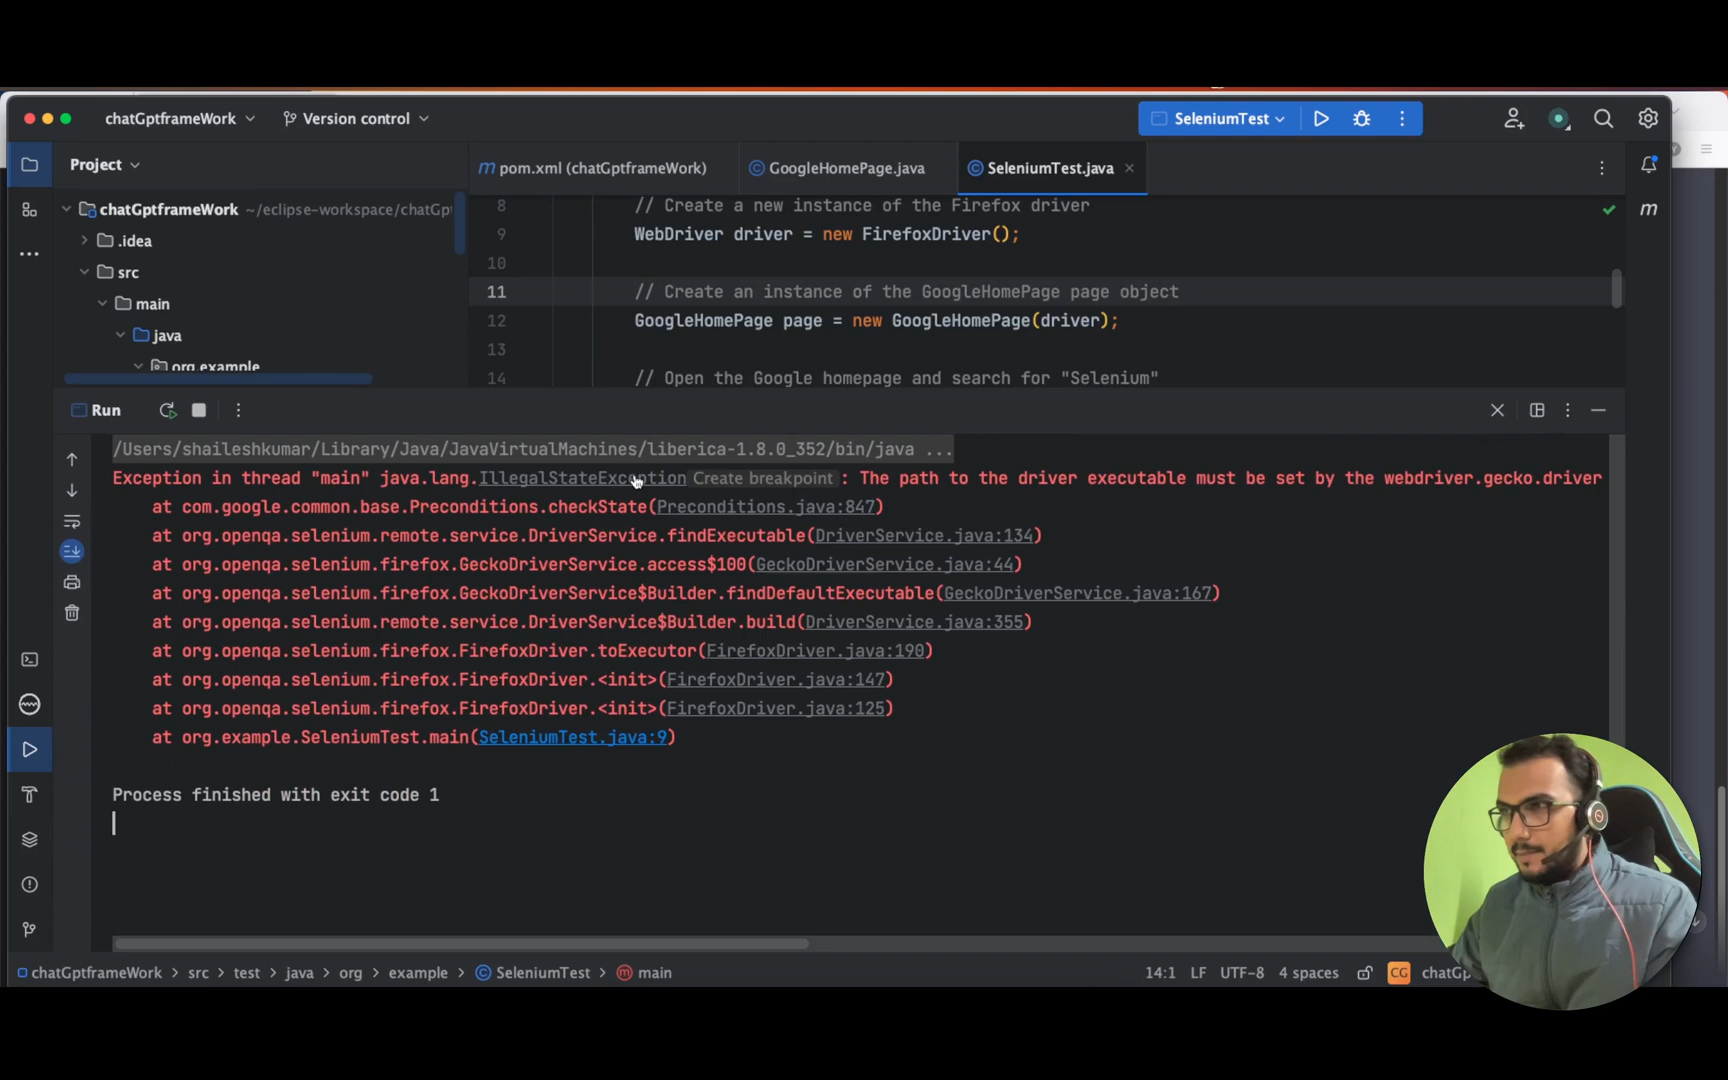 chatGptframeWork
Version control
SeleniumTest
Project
pom.xml (chatGptframeWork)
GoogleHomePage.java
SeleniumTest.java
chatGptframeWork ~/eclipse-workspace/chatGp
.idea
src
main
java
org.example
8 // Create a new instance of the Firefox driver
9 WebDriver driver = new FirefoxDriver();
10
11 // Create an instance of the GoogleHomePage page object
12 GoogleHomePage page = new GoogleHomePage(driver);
13
14 // Open the Google homepage and search for "Selenium"
Run
/Users/shaileshkumar/Library/Java/JavaVirtualMachines/liberica-1.8.0_352/bin/java ...
Exception in thread "main" java.lang.IllegalStateException Create breakpoint : The path to the driver executable must be set by the webdriver.gecko.driver
at com.google.common.base.Preconditions.checkState(Preconditions.java:847)
at org.openqa.selenium.remote.service.DriverService.findExecutable(DriverService.java:134)
at org.openqa.selenium.firefox.GeckoDriverService.access$100(GeckoDriverService.java:44)
at org.openqa.selenium.firefox.GeckoDriverService$Builder.findDefaultExecutable(GeckoDriverService.java:167)
at org.openqa.selenium.remote.service.DriverService$Builder.build(DriverService.java:355)
at org.openqa.selenium.firefox.FirefoxDriver.toExecutor(FirefoxDriver.java:190)
at org.openqa.selenium.firefox.FirefoxDriver.<init>(FirefoxDriver.java:147)
at org.openqa.selenium.firefox.FirefoxDriver.<init>(FirefoxDriver.java:125)
at org.example.SeleniumTest.main(SeleniumTest.java:9)
Process finished with exit code 1
chatGptframeWork > src > test > java > org > example > SeleniumTest > main
14:1 LF UTF-8 4 spaces CG chatGp